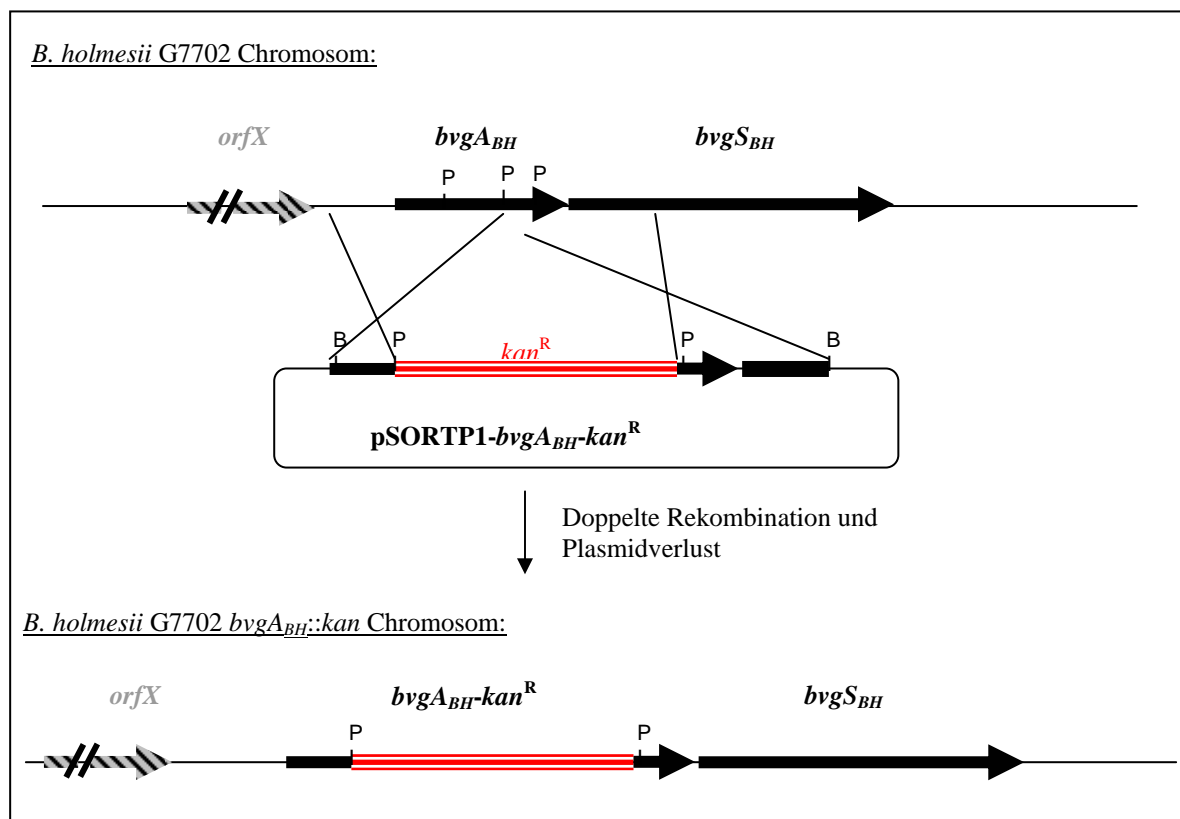 B. holmesii G7702 Chromosom:
orfX bvgABH bvgSBH
P P P
B P kanR P B
pSORTP1-bvgABH-kanR
Doppelte Rekombination und
Plasmidverlust
B. holmesii G7702 bvgABH::kan Chromosom:
orfX bvgABH-kanR bvgSBH
P P